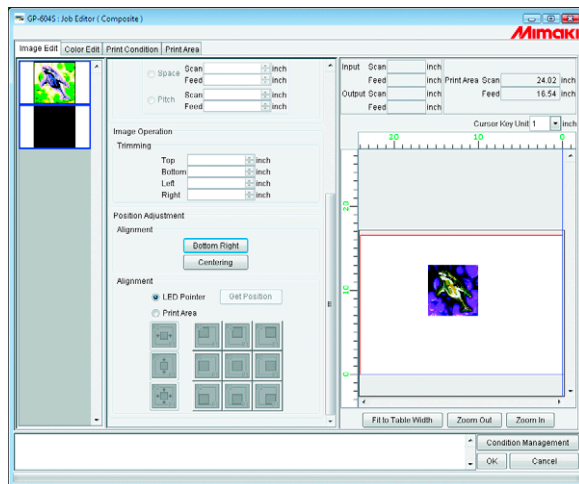 GP-604S : Job Editor ( Composite )
Mimaki
Image Edit Color Edit Print Condition Print Area
Space Scan inch
Feed inch
Pitch Scan inch
Feed inch
Image Operation
Trimming
Top inch
Bottom inch
Left inch
Right inch
Position Adjustment
Alignment
Bottom Right
Centering
Alignment
LED Pointer Get Position
Print Area
Input Scan inch
Feed inch Print Area Scan 24.02 inch
Output Scan inch Feed 16.54 inch
Feed inch
Cursor Key Unit 1 inch
20 10 0
20
10
0
Fit to Table Width Zoom Out Zoom In
Condition Management
OK Cancel